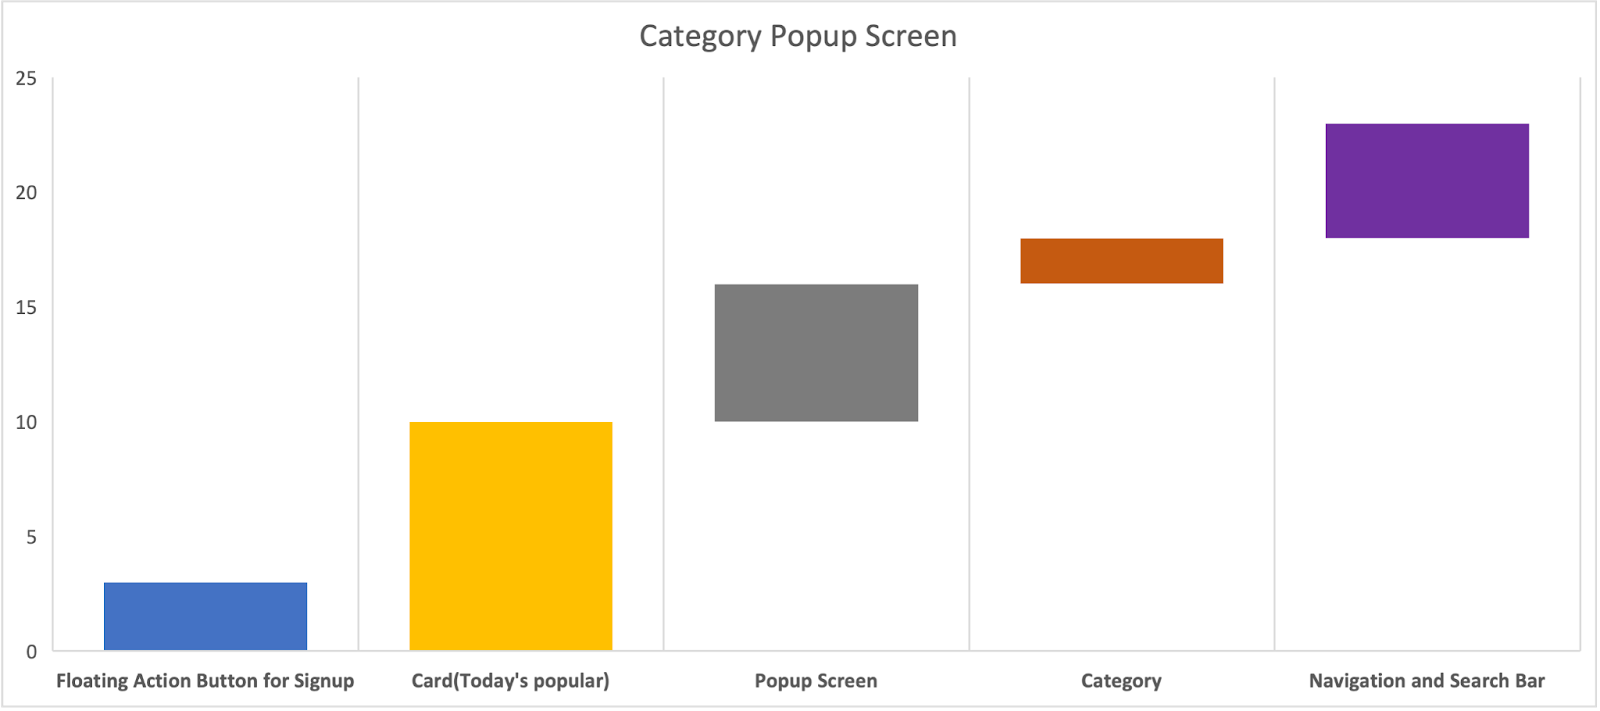 Category Popup Screen
25
20
15
10
5
0
Floating Action Button for Signup
Card(Today's popular)
Popup Screen
Category
Navigation and Search Bar